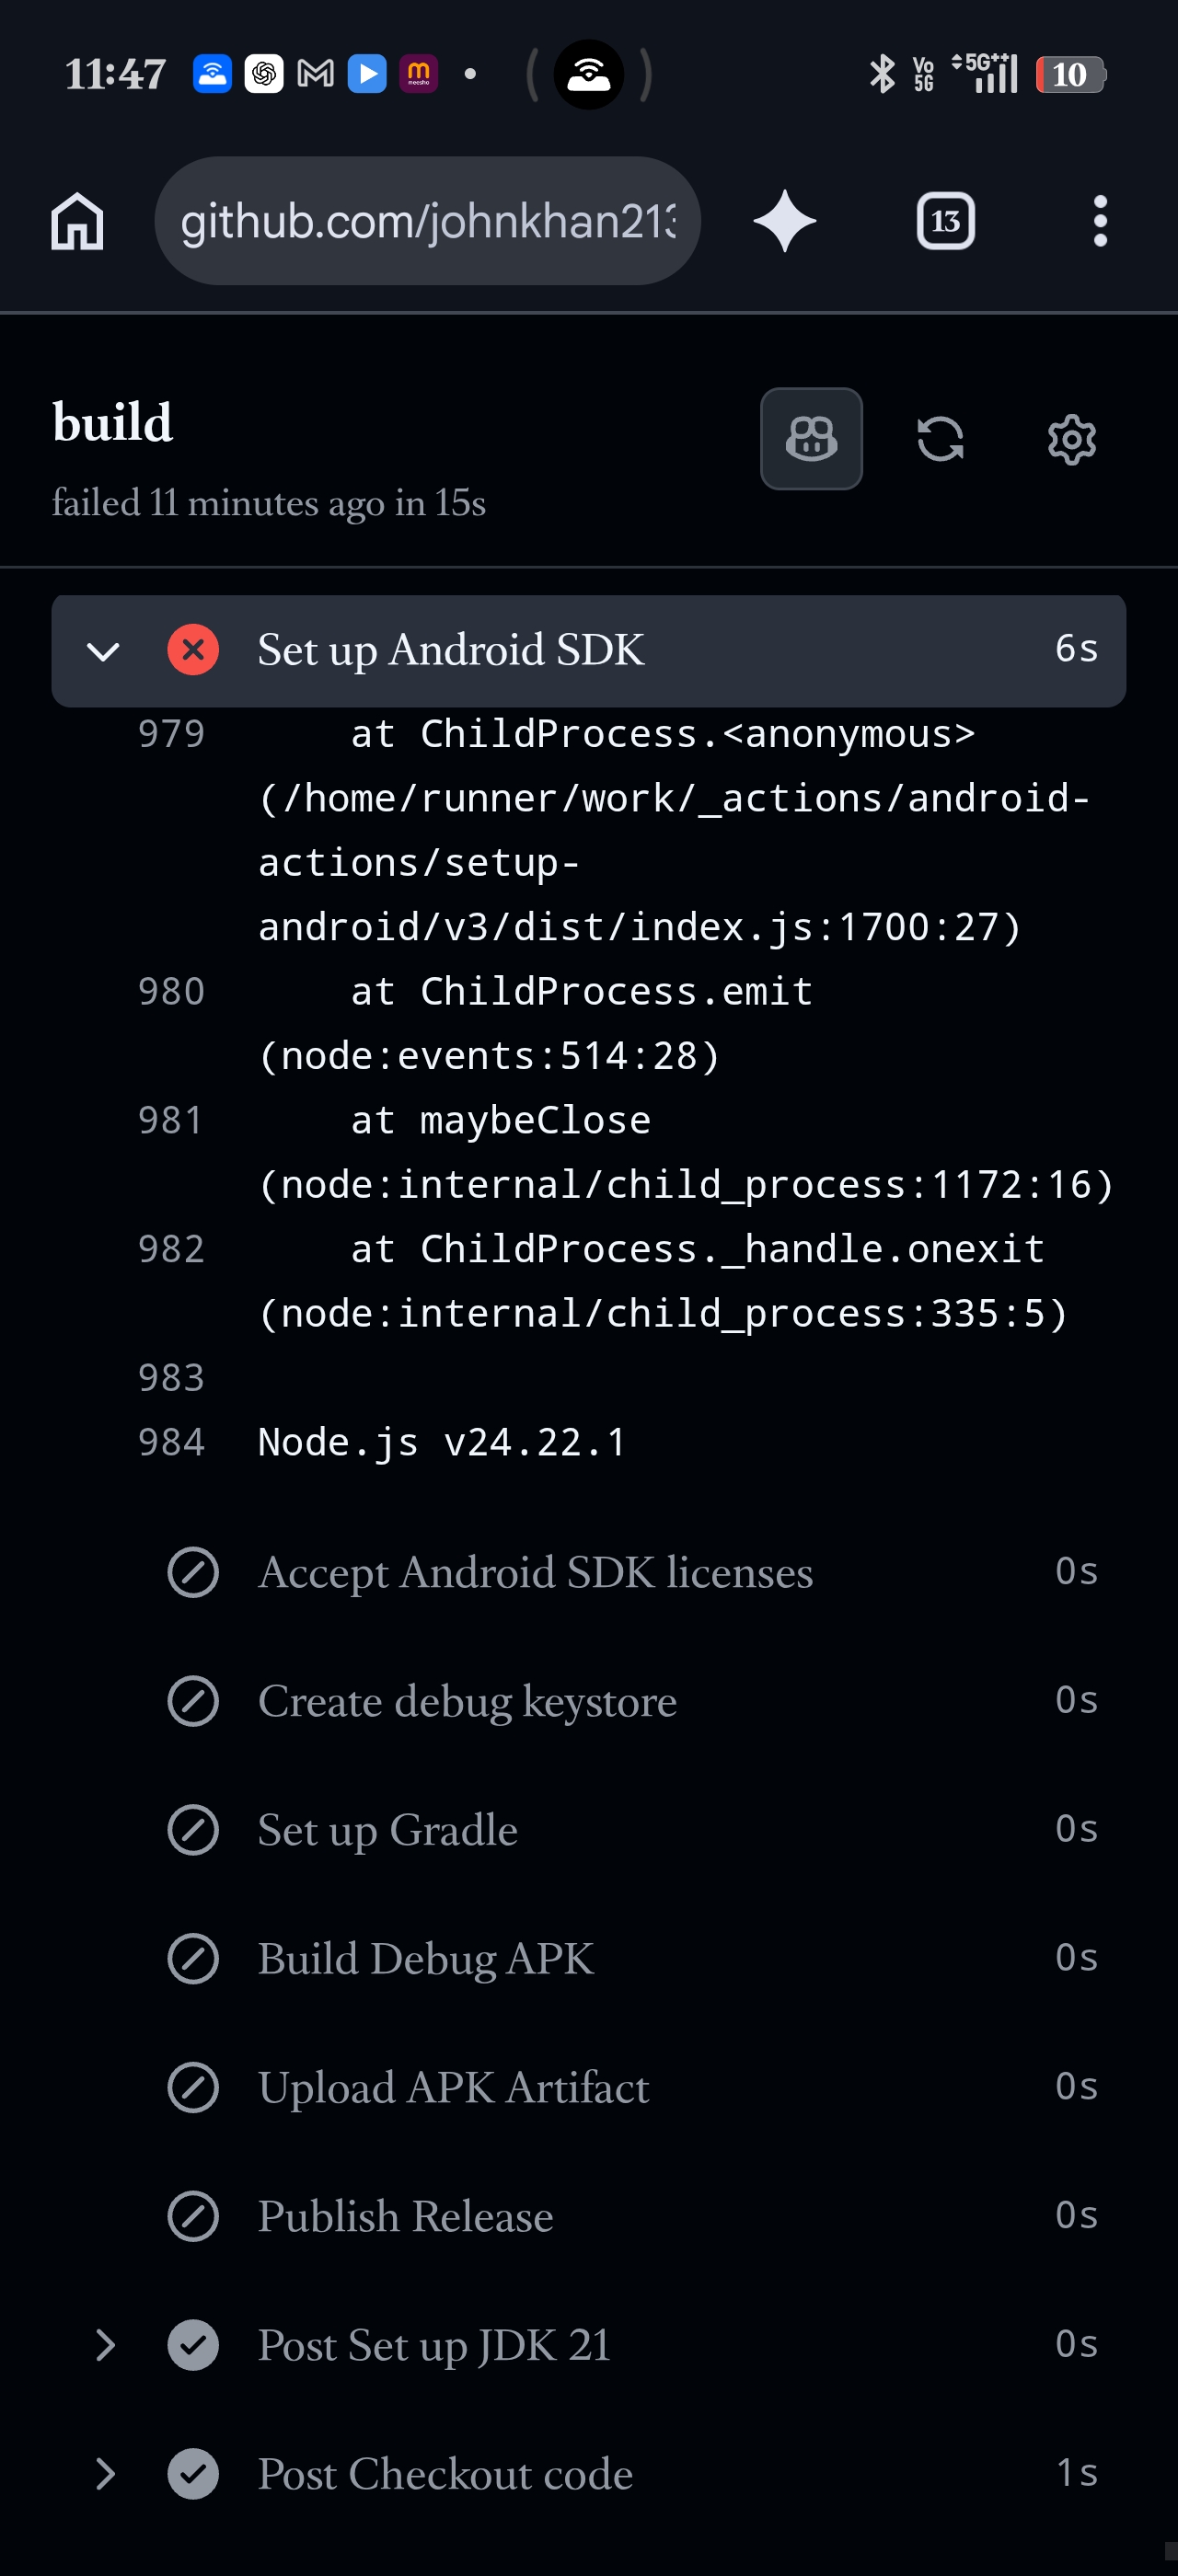 11:47
meesho
Vo 5G
5G++
10
github.com/johnkhan213
13
build
failed 11 minutes ago in 15s
Set up Android SDK 6s
979 at ChildProcess.<anonymous>
(/home/runner/work/_actions/android-
actions/setup-
android/v3/dist/index.js:1700:27)
980 at ChildProcess.emit
(node:events:514:28)
981 at maybeClose
(node:internal/child_process:1172:16)
982 at ChildProcess._handle.onexit
(node:internal/child_process:335:5)
983
984 Node.js v24.22.1
Accept Android SDK licenses 0s
Create debug keystore 0s
Set up Gradle 0s
Build Debug APK 0s
Upload APK Artifact 0s
Publish Release 0s
Post Set up JDK 21 0s
Post Checkout code 1s